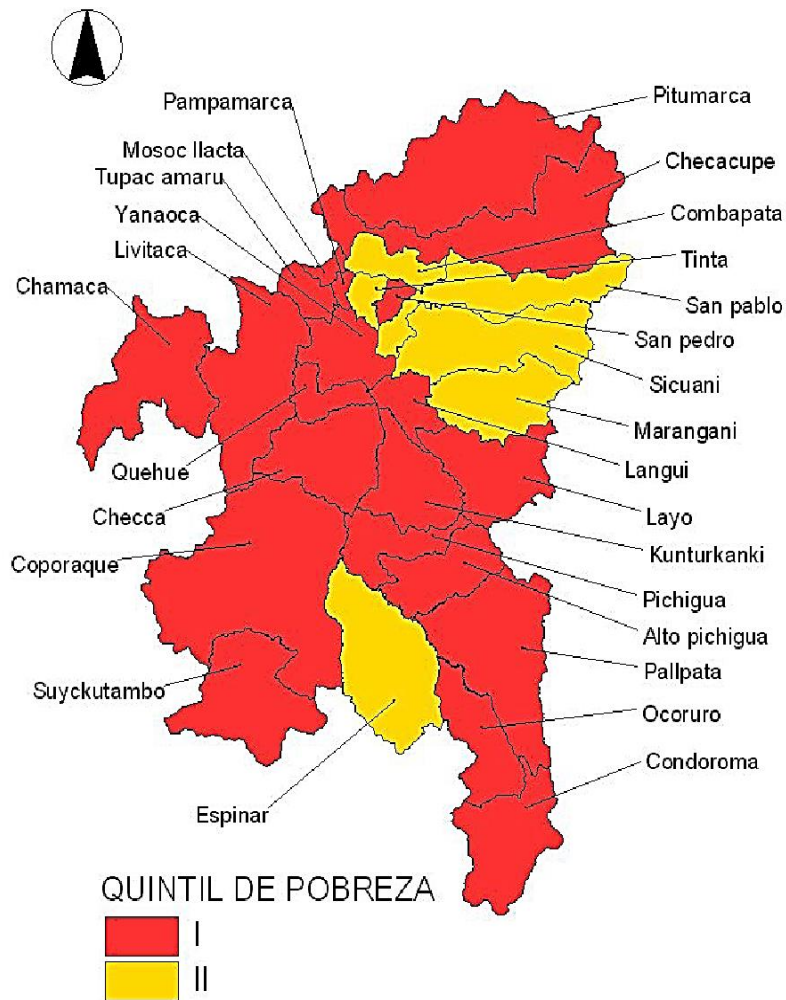 Pampamarca
Mosoc llacta
Tupac amaru
Yanaoca
Livitaca
Chamaca
Quehue
Checca
Coporaque
Suyckutambo
Espinar
Pitumarca
Checacupe
Combapata
Tinta
San pablo
San pedro
Sicuani
Marangani
Langui
Layo
Kunturkanki
Pichigua
Alto pichigua
Pallpata
Ocoruro
Condoroma
QUINTIL DE POBREZA
I
II